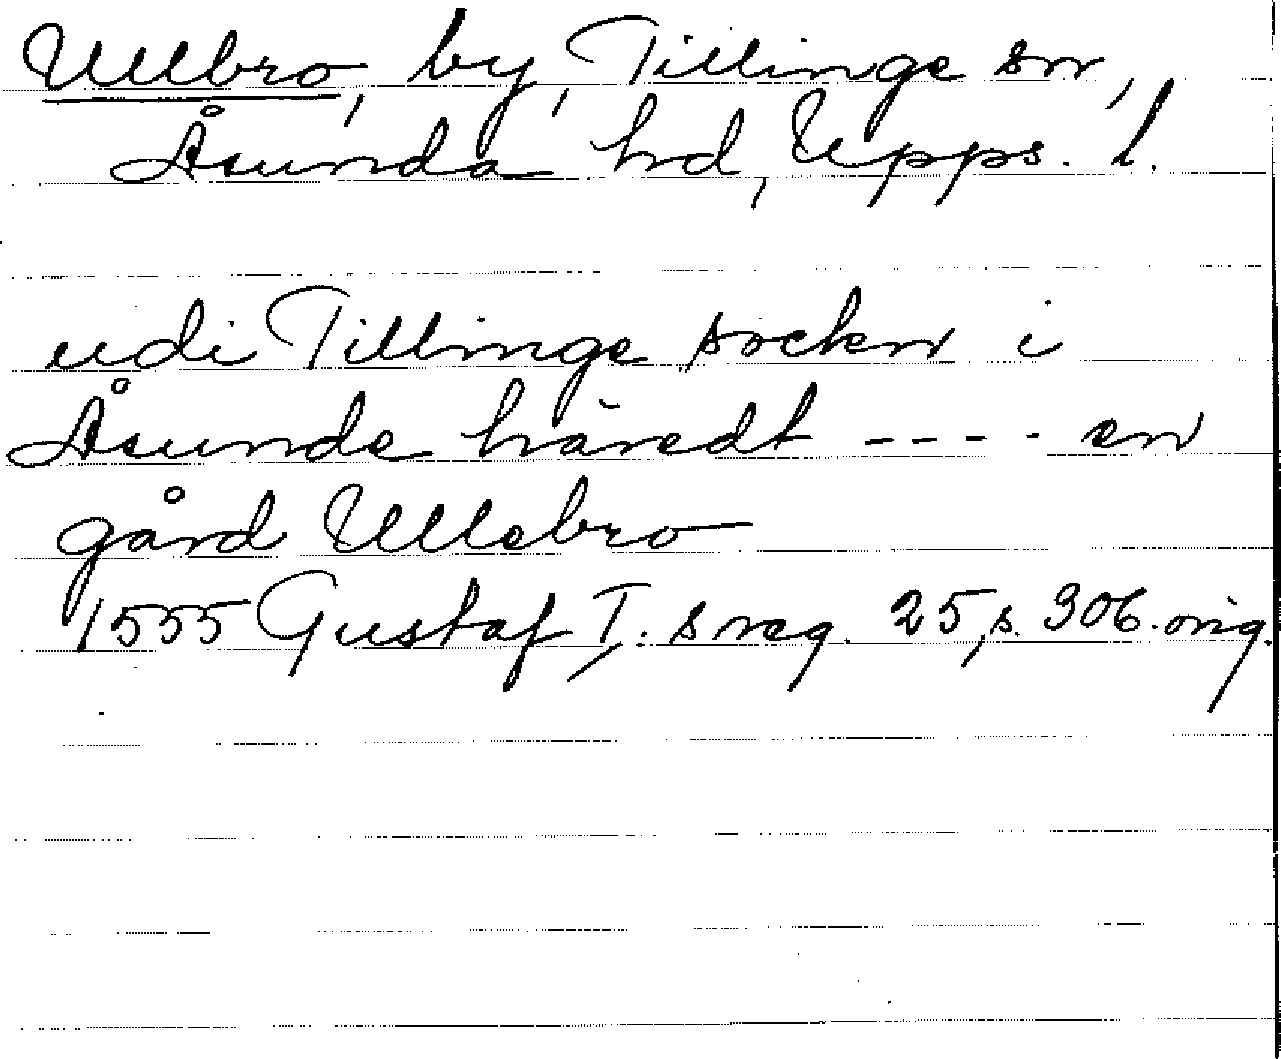 Ullbro, by, Tillinge sn,
Åsunda hd, Upps. l.
udi Tillinge socken i
Åsunde häredt ---- en
gård Ullebro
1555 Gustaf I. s reg. 25, s. 306. orig.